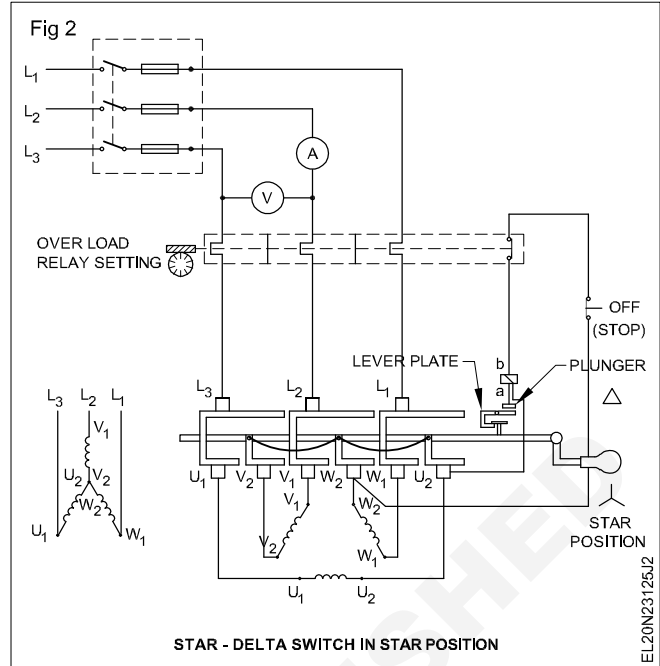 Fig 2
L1
L2
L3
A
V
OVER LOAD
RELAY SETTING
OFF
(STOP)
LEVER PLATE
b
a
PLUNGER
△
L3 L2 L1
L3
L2
L1
V1
U2 V2
W2
U1
W1
U1 V2 V1 W2 W1 U2
V1
W2
V2
W1
U1 U2
STAR
POSITION
STAR - DELTA SWITCH IN STAR POSITION
EL20N23125J2
SHED